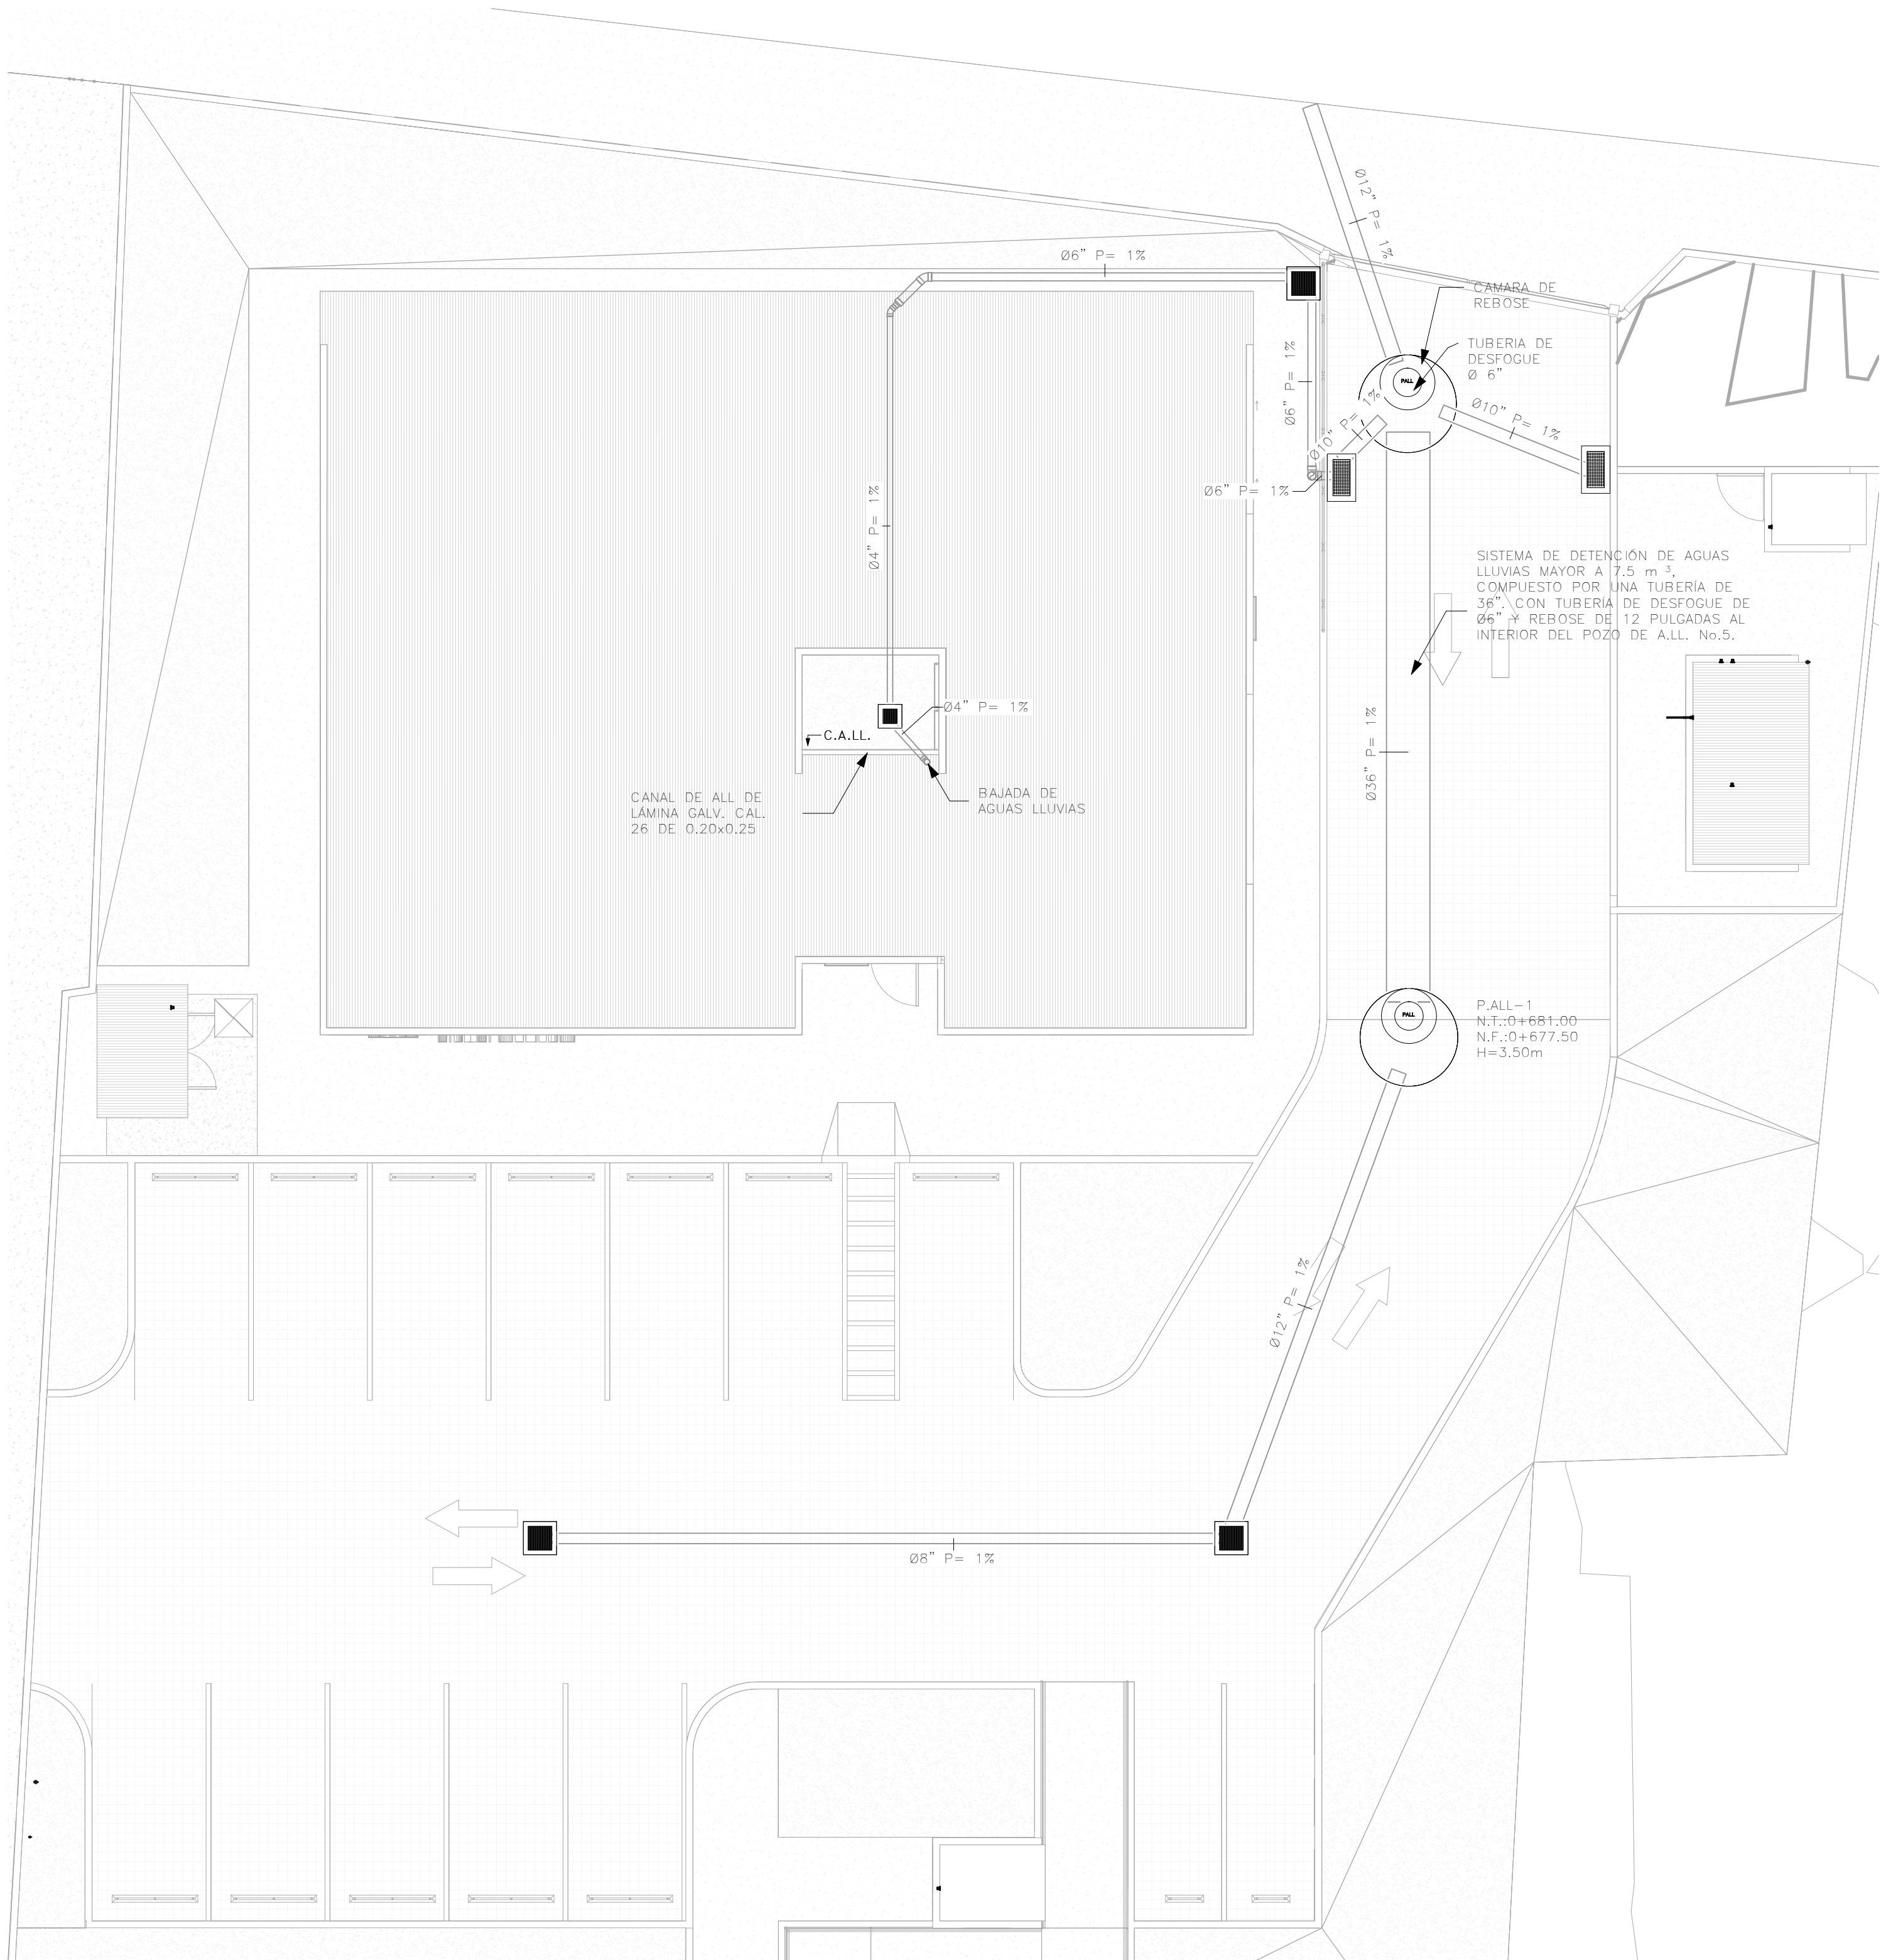 Ø12" P= 1%
Ø6" P= 1%
CAMARA DE
REBOSE
TUBERIA DE
DESFOGUE
Ø 6"
PALL
Ø6" P= 1%
Ø10" P= 1%
Ø10" P= 1%
Ø6" P= 1%
Ø4" P= 1%
SISTEMA DE DETENCIÓN DE AGUAS
LLUVIAS MAYOR A 7.5 m 3,
COMPUESTO POR UNA TUBERÍA DE
36". CON TUBERÍA DE DESFOGUE DE
Ø6" Y REBOSE DE 12 PULGADAS AL
INTERIOR DEL POZO DE A.LL. No.5.
Ø4" P= 1%
C.A.LL.
Ø36" P= 1%
CANAL DE ALL DE
LÁMINA GALV. CAL.
26 DE 0.20x0.25
BAJADA DE
AGUAS LLUVIAS
PALL
P.ALL-1
N.T.:0+681.00
N.F.:0+677.50
H=3.50m
Ø12" P= 1%
Ø8" P= 1%